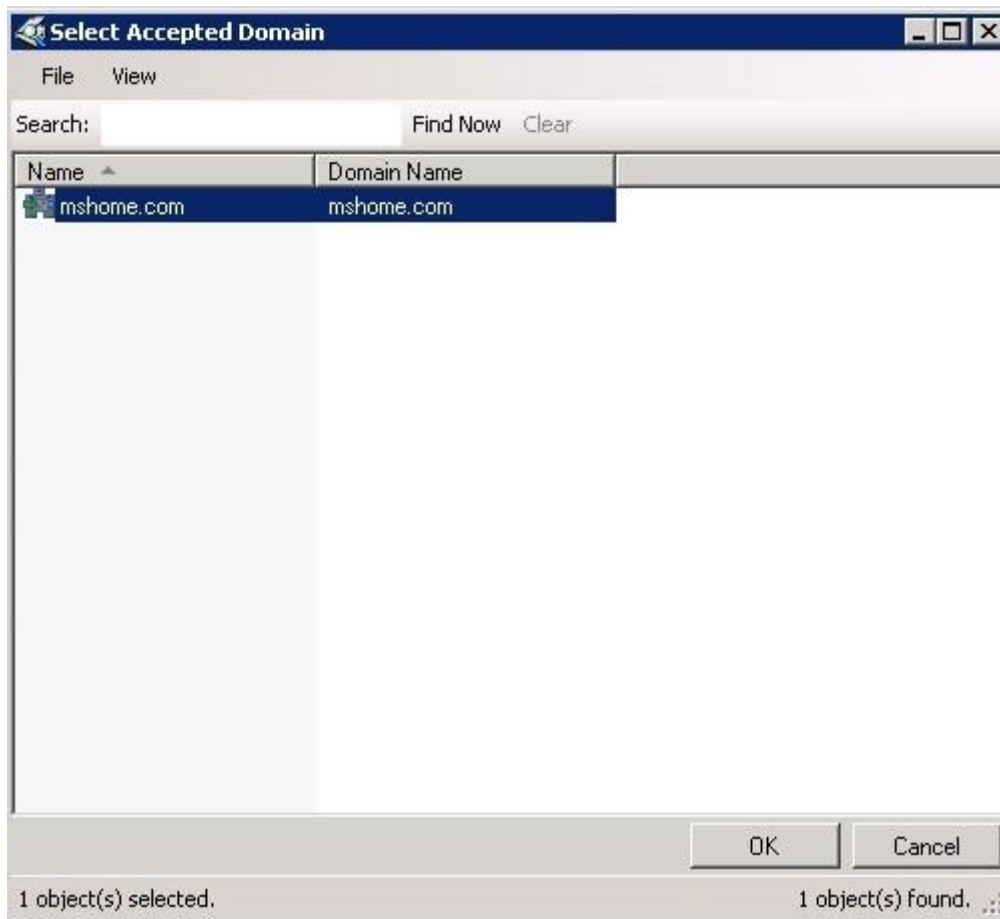 Select Accepted Domain
File View
Search: Find Now Clear
Name Domain Name
mshome.com mshome.com
OK Cancel
1 object(s) selected. 1 object(s) found.